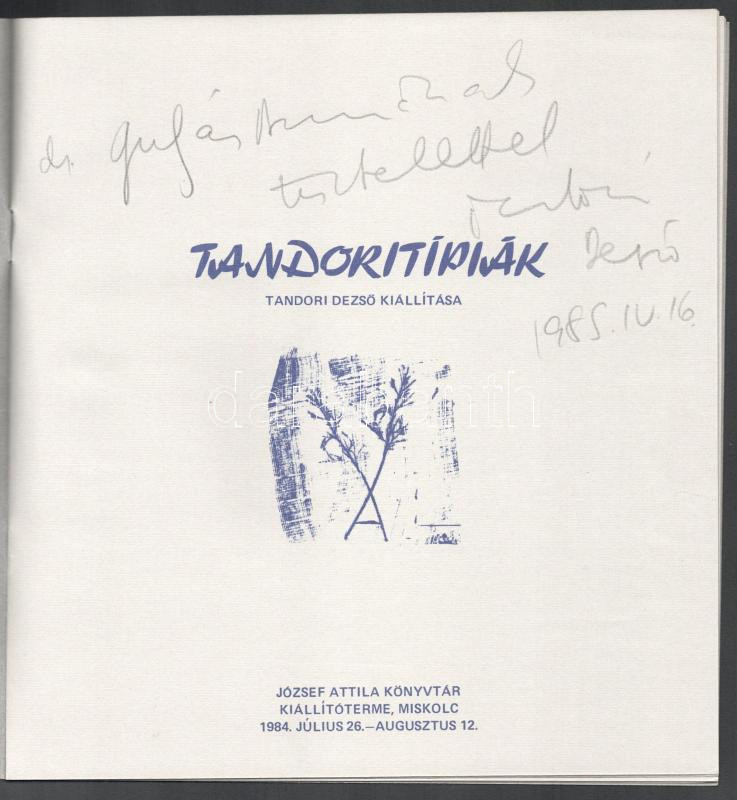 dr. Gulyás
tisztelettel
Tandori
Dezső
1985. IV. 16.
TANDORITÍPIÁK
TANDORI DEZSŐ KIÁLLÍTÁSA
JÓZSEF ATTILA KÖNYVTÁR
KIÁLLÍTÓTERME, MISKOLC
1984. JÚLIUS 26.—AUGUSZTUS 12.